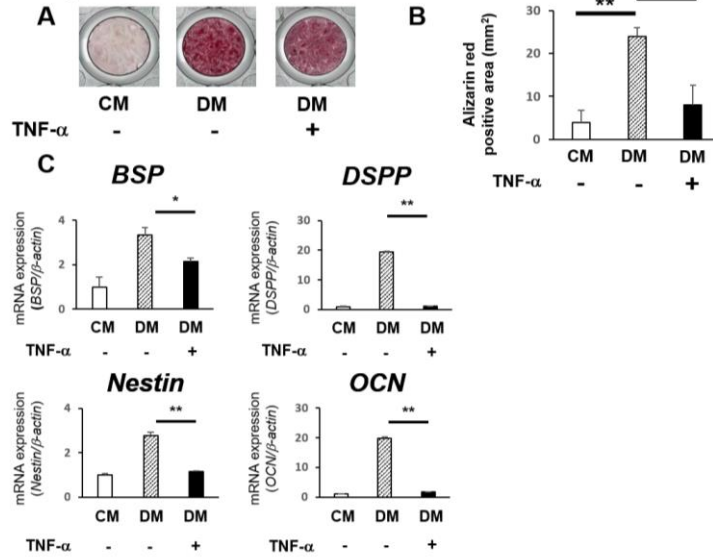 A
CM DM DM
TNF-α - - +
B
**
Alizarin red
positive area (mm²)
30
20
10
0
CM DM DM
TNF-α - - +
C
BSP
*
mRNA expression
(BSP/β-actin)
4
2
0
CM DM DM
TNF-α - - +
DSPP
**
mRNA expression
(DSPP/β-actin)
30
20
10
0
CM DM DM
TNF-α - - +
Nestin
**
mRNA expression
(Nestin/β-actin)
4
2
0
CM DM DM
TNF-α - - +
OCN
**
mRNA expression
(OCN/β-actin)
30
20
10
0
CM DM DM
TNF-α - - +